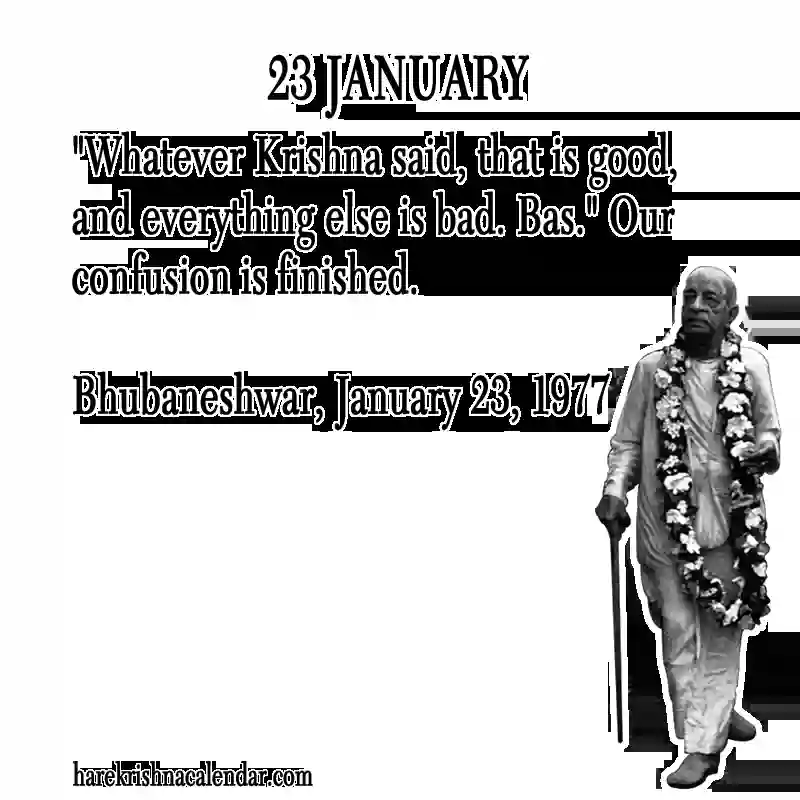 23 JANUARY
"Whatever Krishna said, that is good,
and everything else is bad. Bas." Our
confusion is finished.
Bhubaneshwar, January 23, 1977
harekrishnacalendar.com